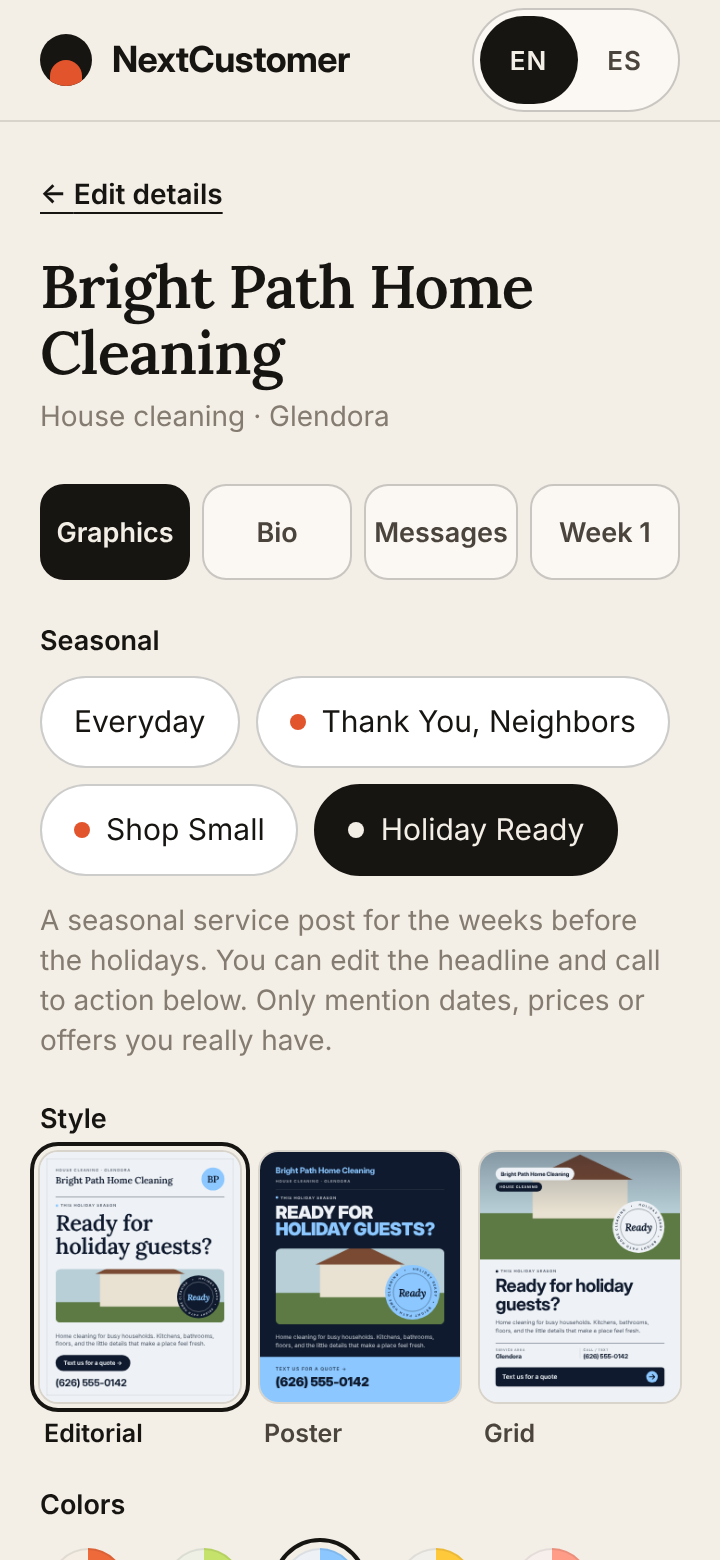 NextCustomer
EN ES
← Edit details
Bright Path Home
Cleaning
House cleaning · Glendora
Graphics Bio Messages Week 1
Seasonal
Everyday Thank You, Neighbors
Shop Small Holiday Ready
A seasonal service post for the weeks before
the holidays. You can edit the headline and call
to action below. Only mention dates, prices or
offers you really have.
Style
HOUSE CLEANING · GLENDORA
Bright Path Home Cleaning
BP
THIS HOLIDAY SEASON
Ready for
holiday guests?
Ready
Home cleaning for busy households. Kitchens, bathrooms,
floors, and the little details that make a place feel fresh.
Text us for a quote →
(626) 555-0142
Editorial
Bright Path Home Cleaning
HOUSE CLEANING · GLENDORA
THIS HOLIDAY SEASON
READY FOR
HOLIDAY GUESTS?
Ready
Home cleaning for busy households. Kitchens, bathrooms,
floors, and the little details that make a place feel fresh.
TEXT US FOR A QUOTE →
(626) 555-0142
Poster
Bright Path Home Cleaning
HOUSE CLEANING
Ready
THIS HOLIDAY SEASON
Ready for holiday
guests?
Home cleaning for busy households. Kitchens, bathrooms,
floors, and the little details that make a place feel fresh.
SERVICE AREA CALL / TEXT
Glendora (626) 555-0142
Text us for a quote →
Grid
Colors